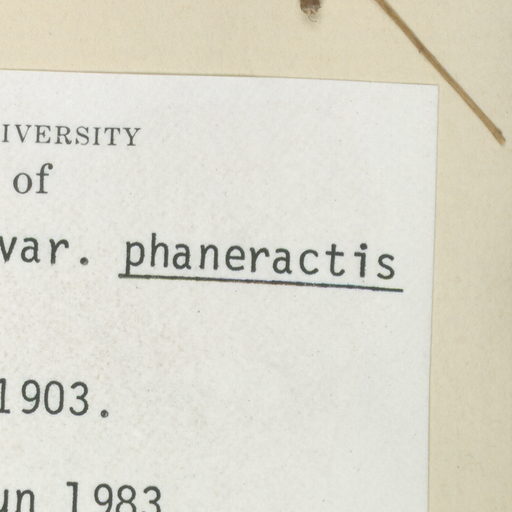 IVERSITY
of
var. phaneractis
1903.
un 1983